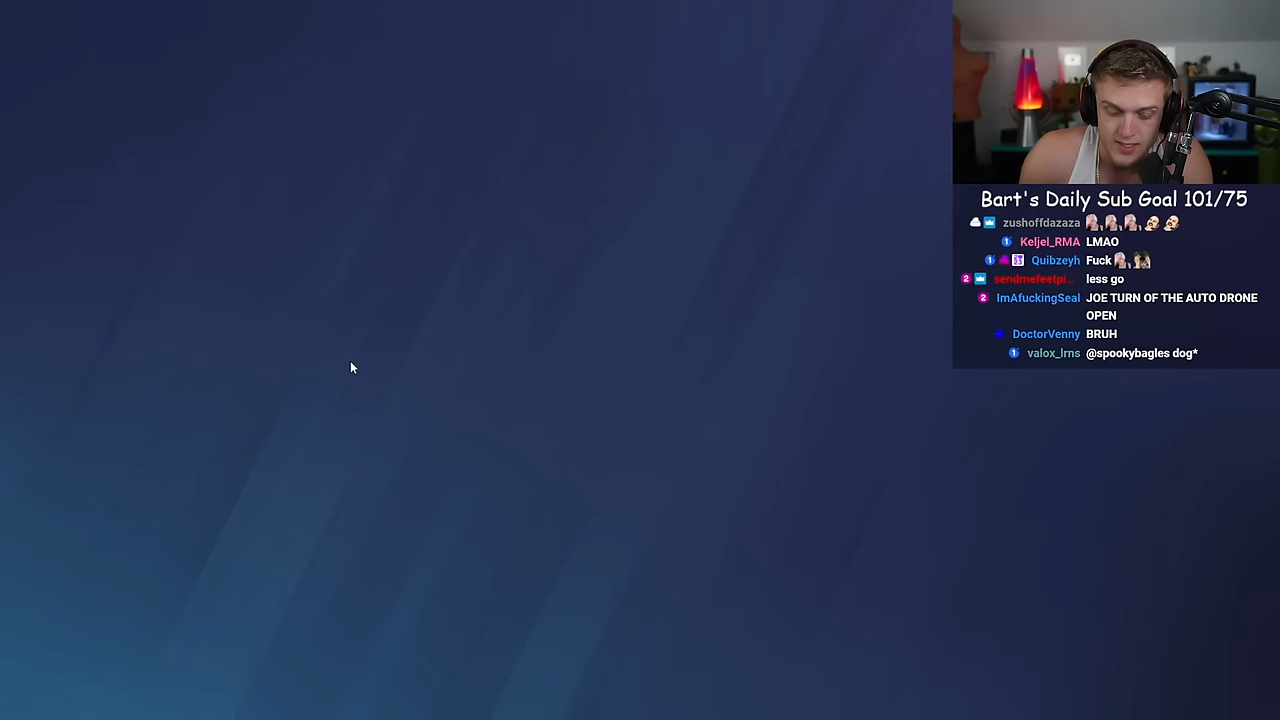 Bart's Daily Sub Goal 101/75
zushoffdazaza
Keljel_RMA LMAO
Quibzeyh Fuck
sendmefeetpi... less go
ImAfuckingSeal JOE TURN OF THE AUTO DRONE
OPEN
DoctorVenny BRUH
valox_lrns @spookybagles dog*